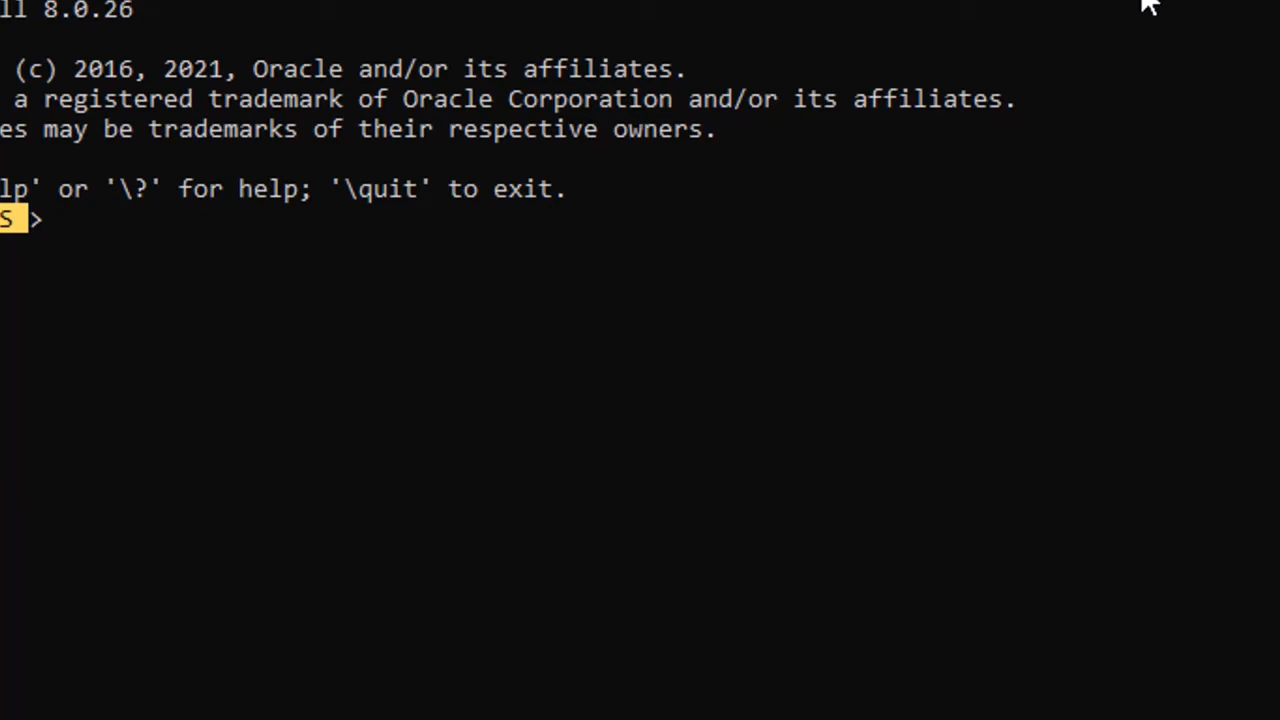 ll 8.0.26
(c) 2016, 2021, Oracle and/or its affiliates.
a registered trademark of Oracle Corporation and/or its affiliates.
es may be trademarks of their respective owners.
lp' or '\?' for help; '\quit' to exit.
S >